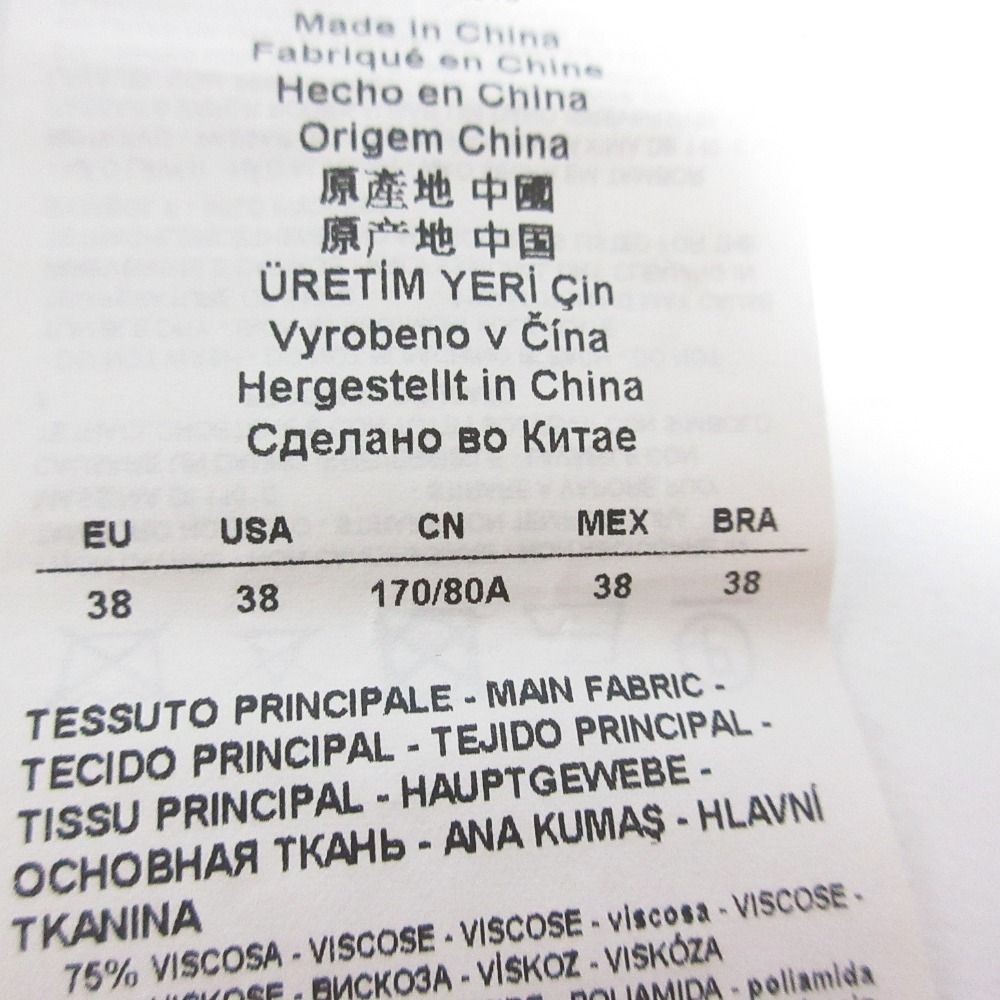 Made in China
Fabriqué en Chine
Hecho en China
Origem China
原產地 中國
原产地 中国
ÜRETİM YERİ Çin
Vyrobeno v Čína
Hergestellt in China
Сделано во Китае
EU USA CN MEX BRA
38 38 170/80A 38 38
TESSUTO PRINCIPALE - MAIN FABRIC -
TECIDO PRINCIPAL - TEJIDO PRINCIPAL -
TISSU PRINCIPAL - HAUPTGEWEBE -
ОСНОВНАЯ ТКАНЬ - ANA KUMAŞ - HLAVNÍ
TKANINA
75% VISCOSA - VISCOSE - VISCOSE - viscosa - VISCOSE -
VISKOSE - ВИСКОЗА - VİSKOZ - VISKÓZA
POLIAMIDA - poliamida